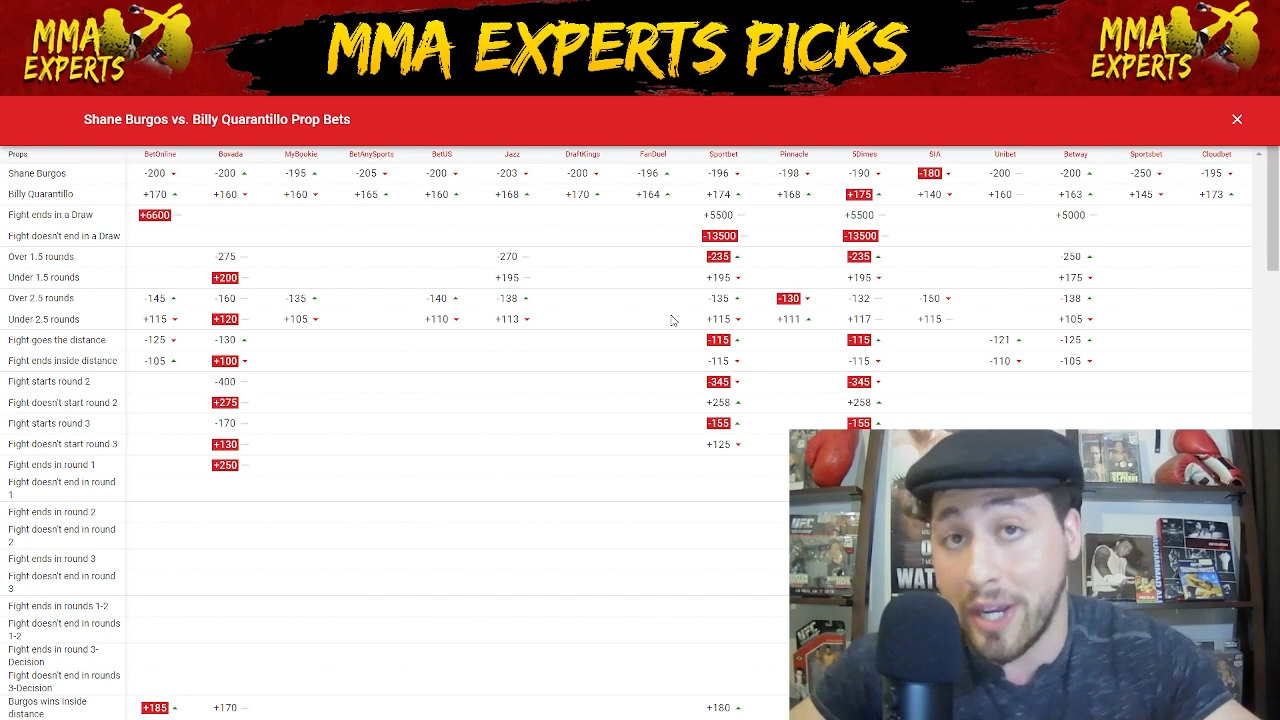 MMA EXPERTS
MMA EXPERTS PICKS
MMA EXPERTS
Shane Burgos vs. Billy Quarantillo Prop Bets
Props BetOnline Bovada MyBookie BetAnySports BetUS Jazz DraftKings FanDuel Sportbet Pinnacle 5Dimes SIA Unibet Betway Sportsbet Cloudbet
Shane Burgos -200 -200 -195 -205 -200 -203 -200 -196 -196 -198 -190 -180 -200 -200 -250 -195
Billy Quarantillo +170 +160 +160 +165 +160 +168 +170 +164 +174 +168 +175 +140 +160 +163 +145 +173
Fight ends in a Draw +6600 +5500 +5500 +5000
Fight doesn't end in a Draw -13500 -13500
Over 1.5 rounds -275 -270 -235 -235 -250
Under 1.5 rounds +200 +195 +195 +195 +175
Over 2.5 rounds -145 -160 -135 -140 -138 -135 -130 -132 -150 -138
Under 2.5 rounds +115 +120 +105 +110 +113 +115 +111 +117 +115 +105
Fight goes the distance -125 -130 -115 -115 -121 -125
Fight ends inside distance -105 +100 -115 -115 -110 -105
Fight starts round 2 -400 -345 -345
Fight doesn't start round 2 +275 +258 +258
Fight starts round 3 -170 -155 -155
Fight doesn't start round 3 +130 +125
Fight ends in round 1 +250
Fight doesn't end in round
1
Fight ends in round 2
Fight doesn't end in round
2
Fight ends in round 3
Fight doesn't end in round
3
Fight ends in rounds 1-2
Fight doesn't end in rounds
1-2
Fight ends in round 3-
Decision
Fight doesn't end in rounds
3-Decision
Burgos wins inside
distance +185 +170 +180
UFC
WAT
UFC
MUHAMMAD